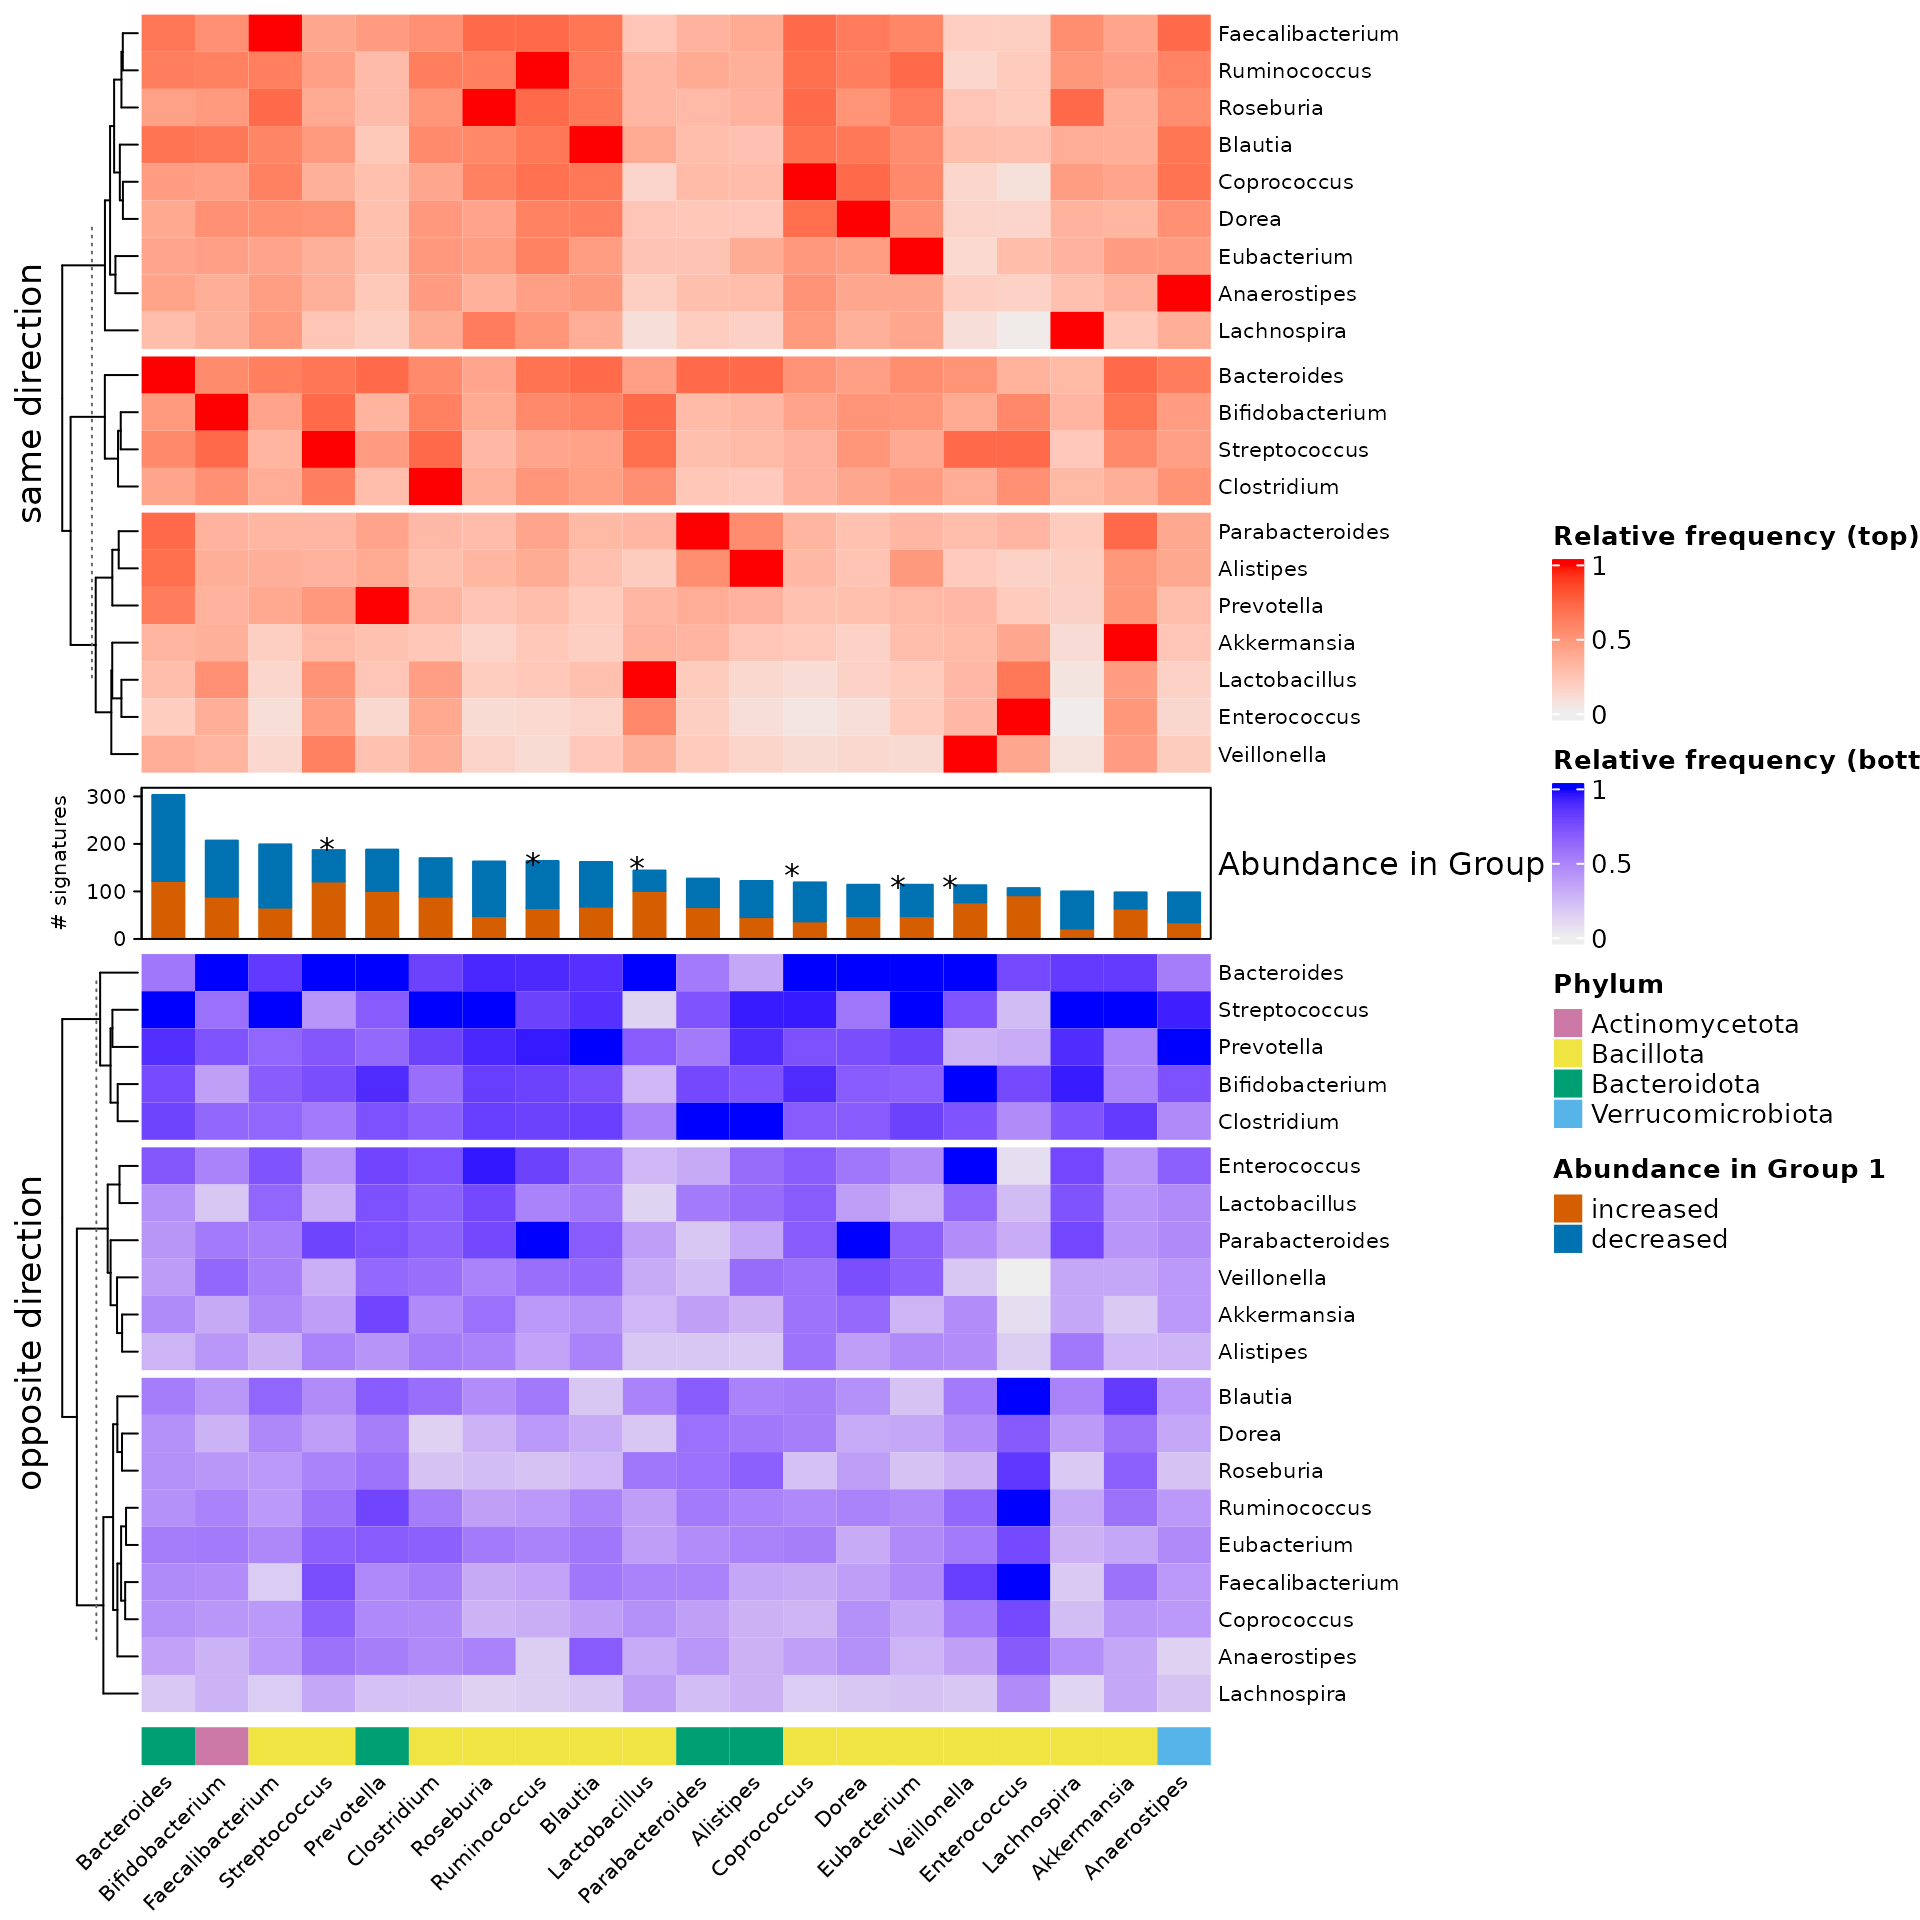 same direction
Faecalibacterium
Ruminococcus
Roseburia
Blautia
Coprococcus
Dorea
Eubacterium
Anaerostipes
Lachnospira
Bacteroides
Bifidobacterium
Streptococcus
Clostridium
Parabacteroides
Alistipes
Prevotella
Akkermansia
Lactobacillus
Enterococcus
Veillonella
# signatures
300
200
100
0
* * * * * *
Abundance in Group
opposite direction
Bacteroides
Streptococcus
Prevotella
Bifidobacterium
Clostridium
Enterococcus
Lactobacillus
Parabacteroides
Veillonella
Akkermansia
Alistipes
Blautia
Dorea
Roseburia
Ruminococcus
Eubacterium
Faecalibacterium
Coprococcus
Anaerostipes
Lachnospira
Bacteroides
Bifidobacterium
Faecalibacterium
Streptococcus
Prevotella
Clostridium
Roseburia
Ruminococcus
Blautia
Lactobacillus
Parabacteroides
Alistipes
Coprococcus
Dorea
Eubacterium
Veillonella
Enterococcus
Lachnospira
Akkermansia
Anaerostipes
Relative frequency (top)
1
0.5
0
Relative frequency (bott
1
0.5
0
Phylum
Actinomycetota
Bacillota
Bacteroidota
Verrucomicrobiota
Abundance in Group 1
increased
decreased